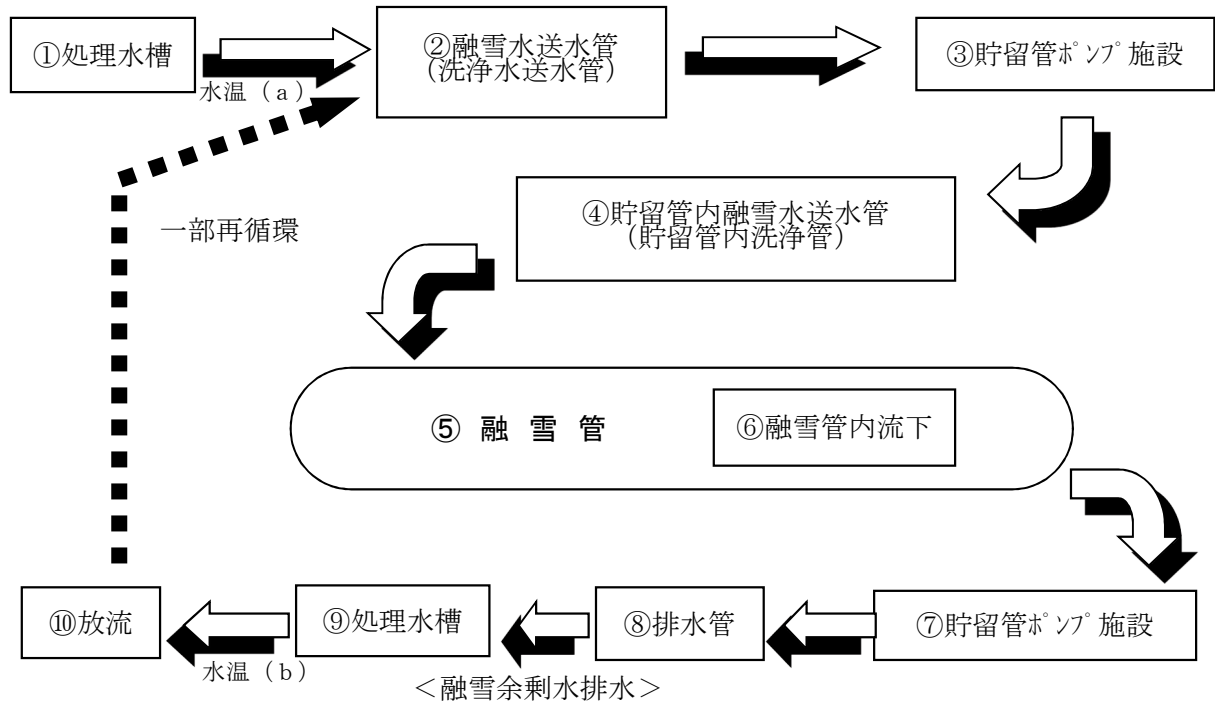 ①処理水槽
水温（a）
②融雪水送水管
（洗浄水送水管）
③貯留管ﾎﾟﾝﾌﾟ施設
④貯留管内融雪水送水管
（貯留管内洗浄管）
一部再循環
⑤融雪管
⑥融雪管内流下
⑦貯留管ﾎﾟﾝﾌﾟ施設
⑧排水管
⑨処理水槽
⑩放流
水温（b）
＜融雪余剰水排水＞